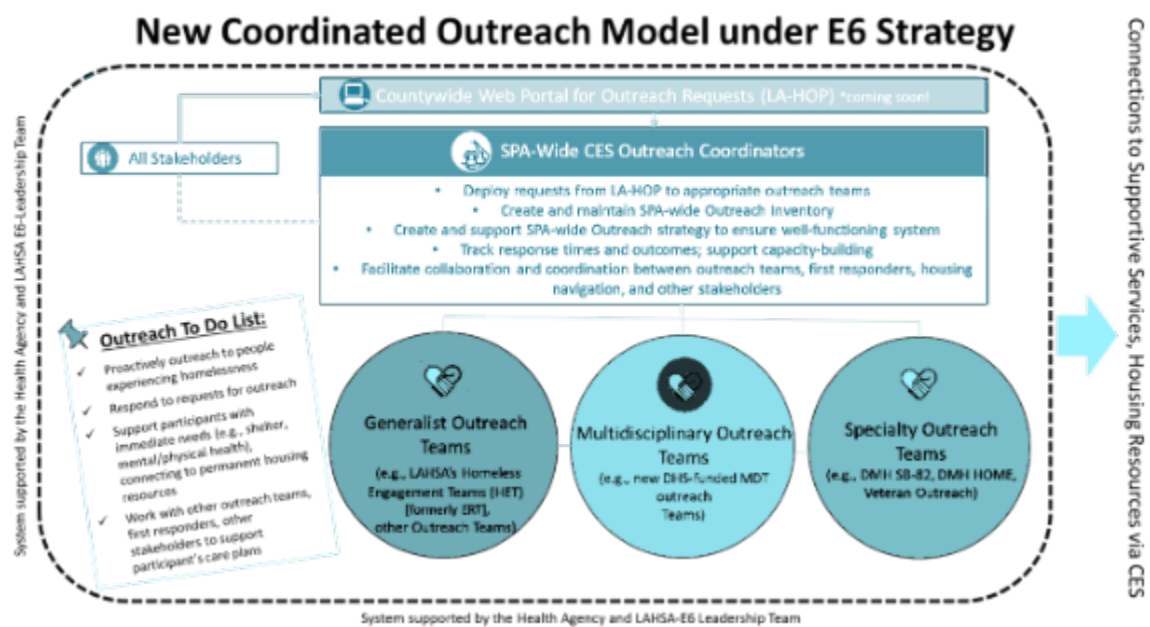 New Coordinated Outreach Model under E6 Strategy
Countywide Web Portal for Outreach Requests (LA-HOP) *coming soon!
All Stakeholders
SPA-Wide CES Outreach Coordinators
• Deploy requests from LA-HOP to appropriate outreach teams
• Create and maintain SPA-wide Outreach Inventory
• Create and support SPA-wide Outreach strategy to ensure well-functioning system
• Track response times and outcomes; support capacity-building
• Facilitate collaboration and coordination between outreach teams, first responders, housing
navigation, and other stakeholders
Outreach To Do List:
✓ Proactively outreach to people
experiencing homelessness
✓ Respond to requests for outreach
✓ Support participants with
immediate needs (e.g., shelter,
mental/physical health),
connecting to permanent housing
resources
✓ Work with other outreach teams,
first responders, other
stakeholders to support
participant's care plans
Generalist Outreach
Teams
(e.g., LAHSA's Homeless
Engagement Teams [HET]
[formerly ERT],
other Outreach Teams)
Multidisciplinary Outreach
Teams
(e.g., new DHS-funded MDT
outreach
Teams)
Specialty Outreach
Teams
(e.g., DMH SB-82, DMH HOME,
Veteran Outreach)
System supported by the Health Agency and LAHSA E6-Leadership Team
Connections to Supportive Services, Housing Resources via CES
System supported by the Health Agency and LAHSA-E6 Leadership Team